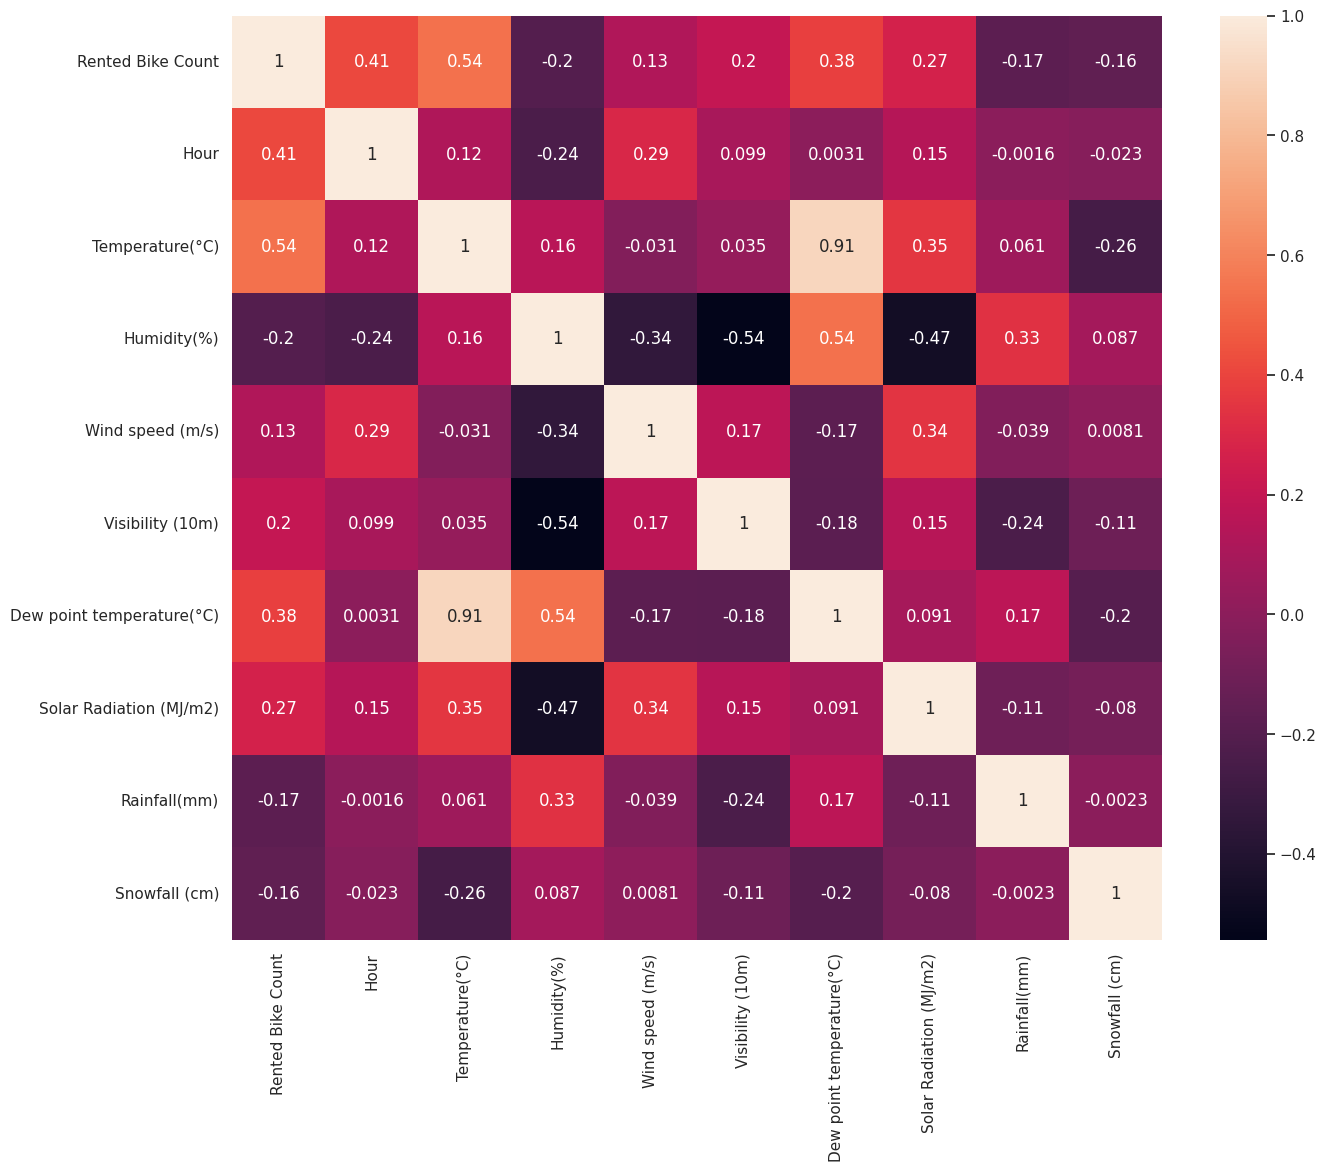 Rented Bike Count 1 0.41 0.54 -0.2 0.13 0.2 0.38 0.27 -0.17 -0.16
Hour 0.41 1 0.12 -0.24 0.29 0.099 0.0031 0.15 -0.0016 -0.023
Temperature(°C) 0.54 0.12 1 0.16 -0.031 0.035 0.91 0.35 0.061 -0.26
Humidity(%) -0.2 -0.24 0.16 1 -0.34 -0.54 0.54 -0.47 0.33 0.087
Wind speed (m/s) 0.13 0.29 -0.031 -0.34 1 0.17 -0.17 0.34 -0.039 0.0081
Visibility (10m) 0.2 0.099 0.035 -0.54 0.17 1 -0.18 0.15 -0.24 -0.11
Dew point temperature(°C) 0.38 0.0031 0.91 0.54 -0.17 -0.18 1 0.091 0.17 -0.2
Solar Radiation (MJ/m2) 0.27 0.15 0.35 -0.47 0.34 0.15 0.091 1 -0.11 -0.08
Rainfall(mm) -0.17 -0.0016 0.061 0.33 -0.039 -0.24 0.17 -0.11 1 -0.0023
Snowfall (cm) -0.16 -0.023 -0.26 0.087 0.0081 -0.11 -0.2 -0.08 -0.0023 1
Rented Bike Count
Hour
Temperature(°C)
Humidity(%)
Wind speed (m/s)
Visibility (10m)
Dew point temperature(°C)
Solar Radiation (MJ/m2)
Rainfall(mm)
Snowfall (cm)
1.0
0.8
0.6
0.4
0.2
0.0
−0.2
−0.4